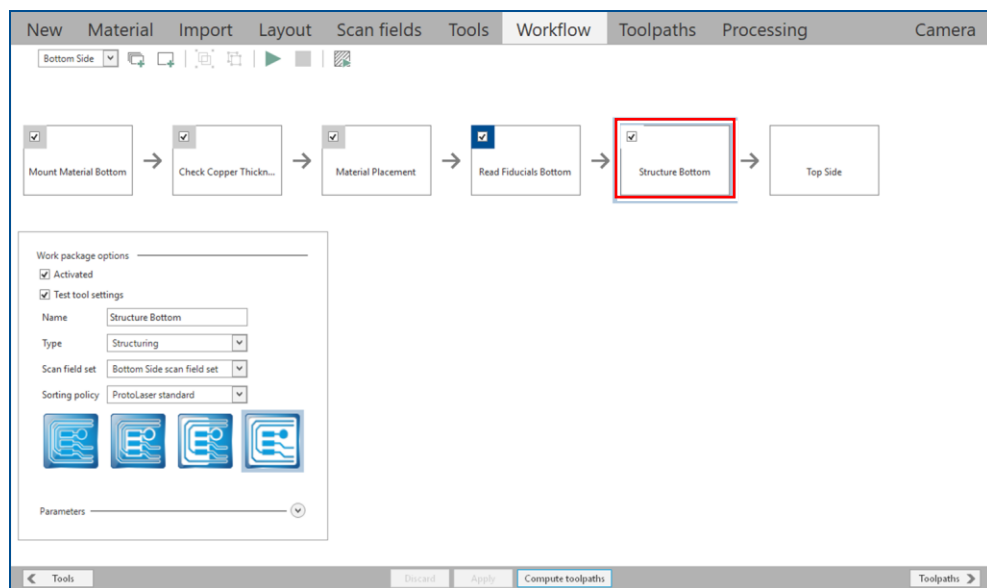 New Material Import Layout Scan fields Tools Workflow Toolpaths Processing Camera
Bottom Side
Mount Material Bottom
Check Copper Thickn...
Material Placement
Read Fiducials Bottom
Structure Bottom
Top Side
Work package options
Activated
Test tool settings
Name Structure Bottom
Type Structuring
Scan field set Bottom Side scan field set
Sorting policy ProtoLaser standard
Parameters
Tools Discard Apply Compute toolpaths Toolpaths